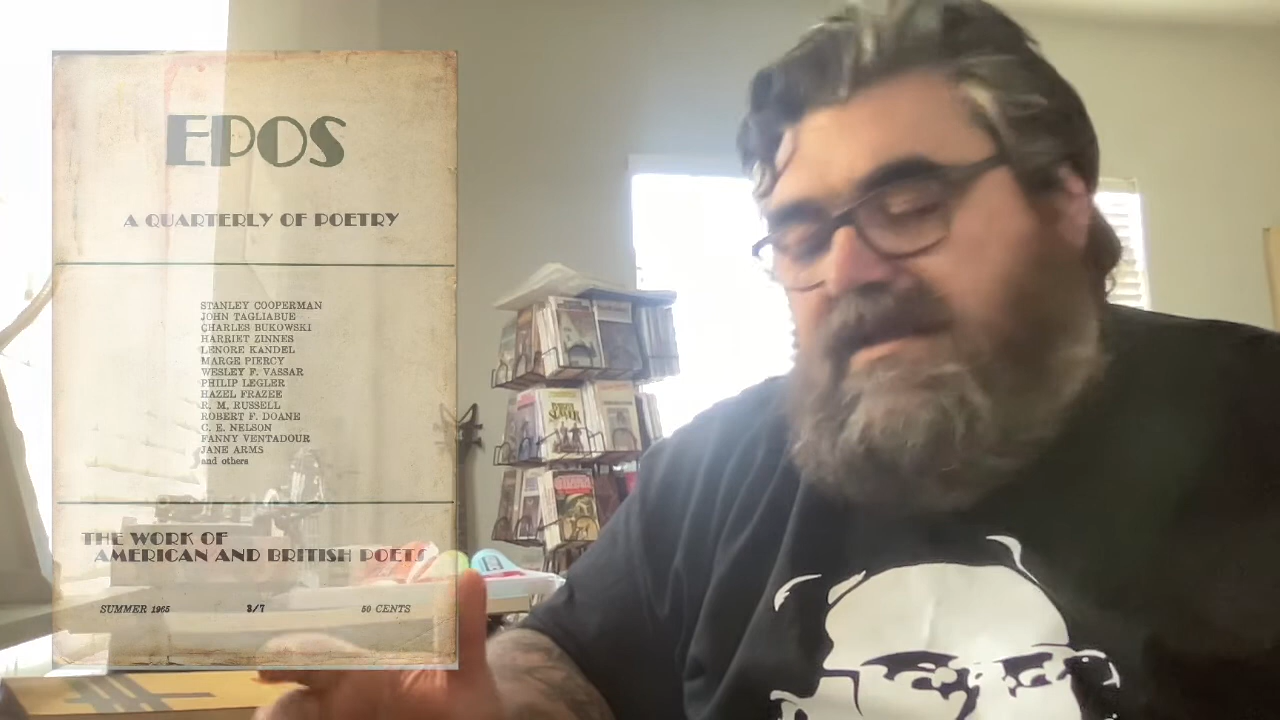 EPOS
A QUARTERLY OF POETRY
STANLEY COOPERMAN
JOHN TAGLIABUE
CHARLES BUKOWSKI
HARRIET ZINNES
LENORE KANDEL
MARGE PIERCY
WESLEY F. VASSAR
PHILIP LEGLER
HAZEL FRAZEE
R. M. RUSSELL
ROBERT F. DOANE
C. E. NELSON
FANNY VENTADOUR
JANE ARMS
and others
THE WORK OF
AMERICAN AND BRITISH POETS
SUMMER 1965 3/7 50 CENTS